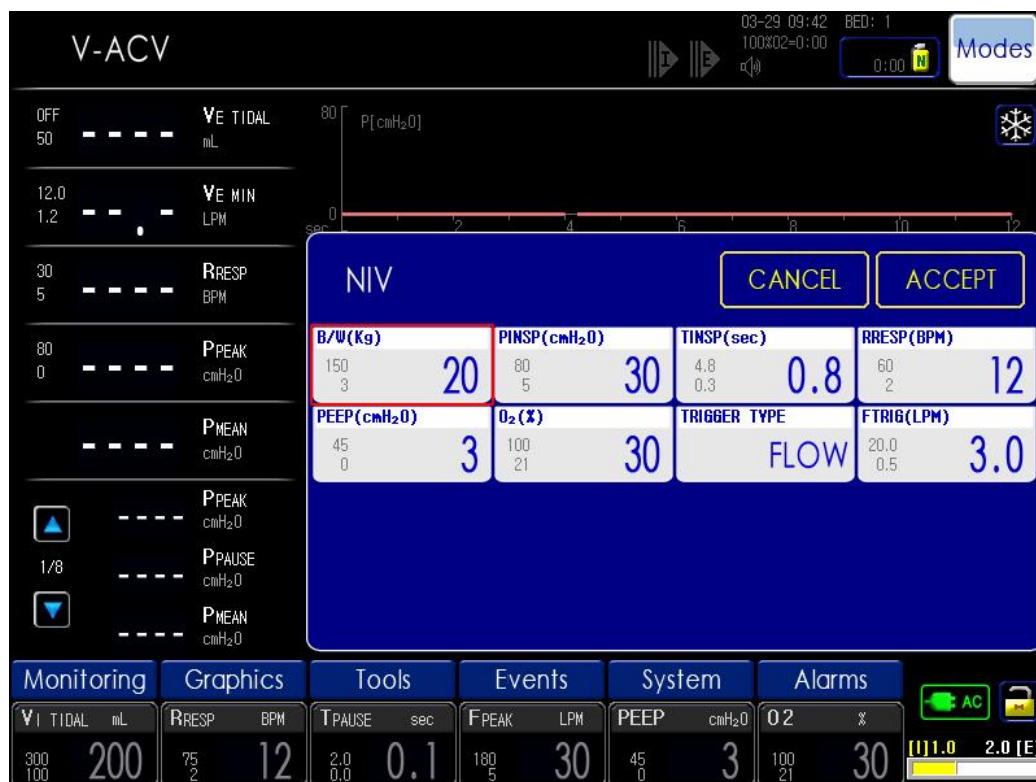 V-ACV
03-29 09:42 BED: 1
100%O2=0:00
I E
0:00 N
Modes
OFF
50
---- VE TIDAL
mL
12.0
1.2
--.- VE MIN
LPM
30
5
---- RRESP
BPM
80
0
---- PPEAK
cmH₂O
---- PMEAN
cmH₂O
---- PPEAK
cmH₂O
1/8
---- PPAUSE
cmH₂O
---- PMEAN
cmH₂O
80 P[cmH₂O]
0
sec 2 4 6 8 10 12
NIV CANCEL ACCEPT
B/W(Kg) PINSP(cmH₂O) TINSP(sec) RRESP(BPM)
150 3 20 80 5 30 4.8 0.3 0.8 60 2 12
PEEP(cmH₂O) O₂(%) TRIGGER TYPE FTRIG(LPM)
45 0 3 100 21 30 FLOW 20.0 0.5 3.0
Monitoring Graphics Tools Events System Alarms
VI TIDAL mL RRESP BPM TPAUSE sec FPEAK LPM PEEP cmH₂O O2 %
300 100 200 75 2 12 2.0 0.0 0.1 180 5 30 45 0 3 100 21 30
AC
[I]1.0 2.0 [E